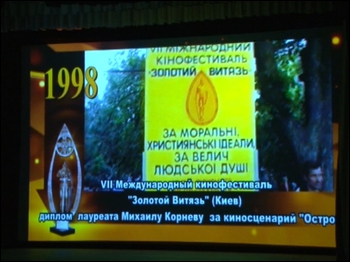 1998
VII МІЖНАРОДНИЙ
КІНОФЕСТИВАЛЬ
"ЗОЛОТИЙ ВИТЯЗЬ"
ЗА МОРАЛЬНІ,
ХРИСТИЯНСЬКІ ІДЕАЛИ,
ЗА ВЕЛИЧ
ЛЮДСЬКОЇ ДУШІ
VII Международный кинофестиваль
"Золотой Витязь" (Киев)
диплом лауреата Михаилу Корневу за киносценарий "Остро